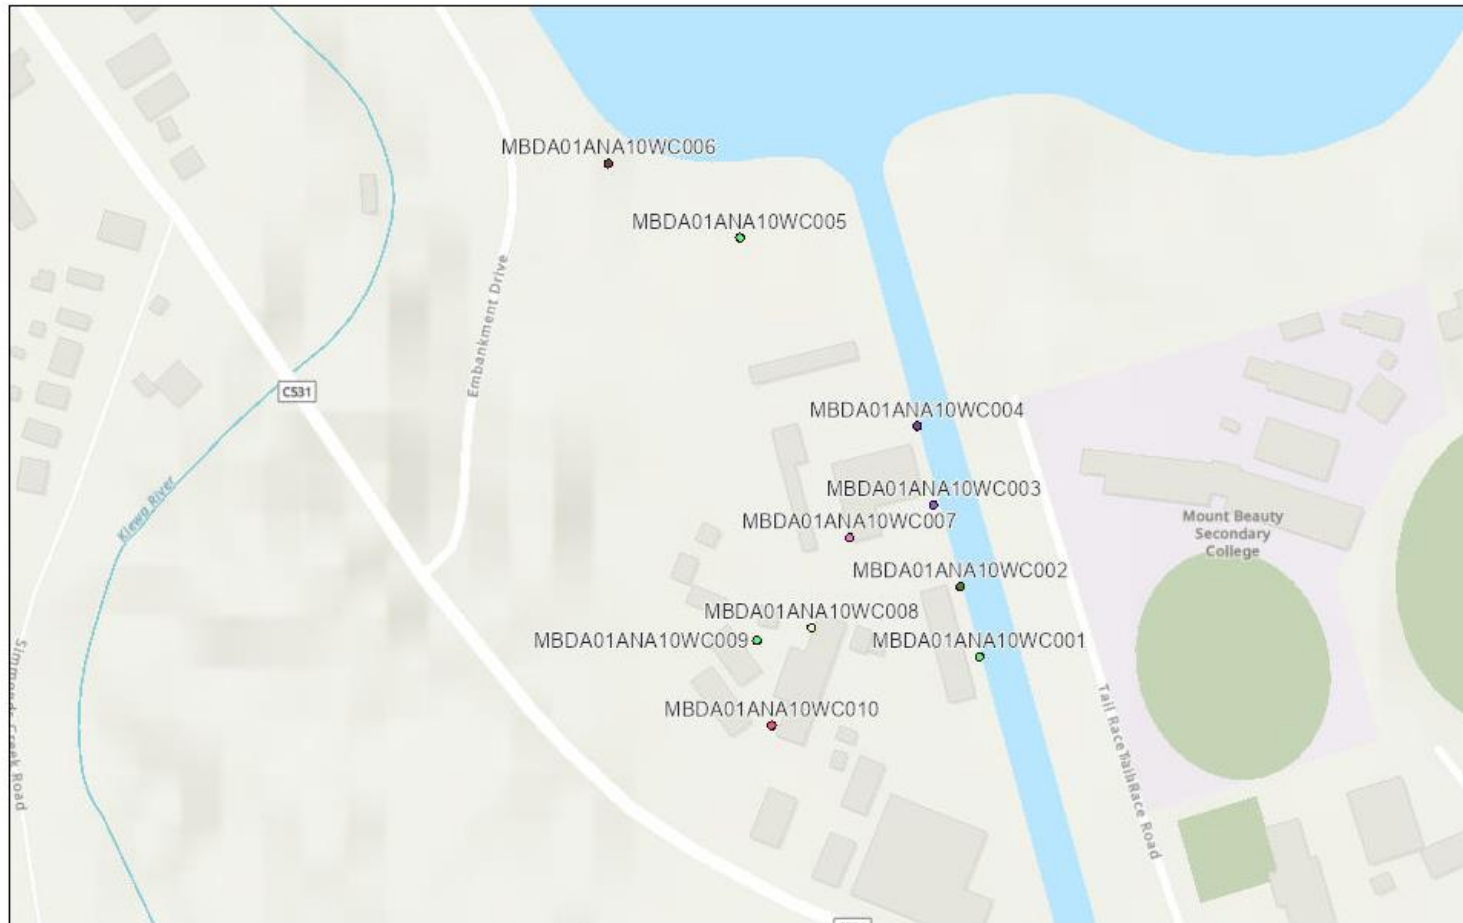 MBDA01ANA10WC006
MBDA01ANA10WC005
Embankment Drive
C531
MBDA01ANA10WC004
Kiewa River
MBDA01ANA10WC003
MBDA01ANA10WC007
Mount Beauty
Secondary
College
MBDA01ANA10WC002
MBDA01ANA10WC008
MBDA01ANA10WC009
MBDA01ANA10WC001
Simmonds Creek Road
MBDA01ANA10WC010
Tail Race
Race Road